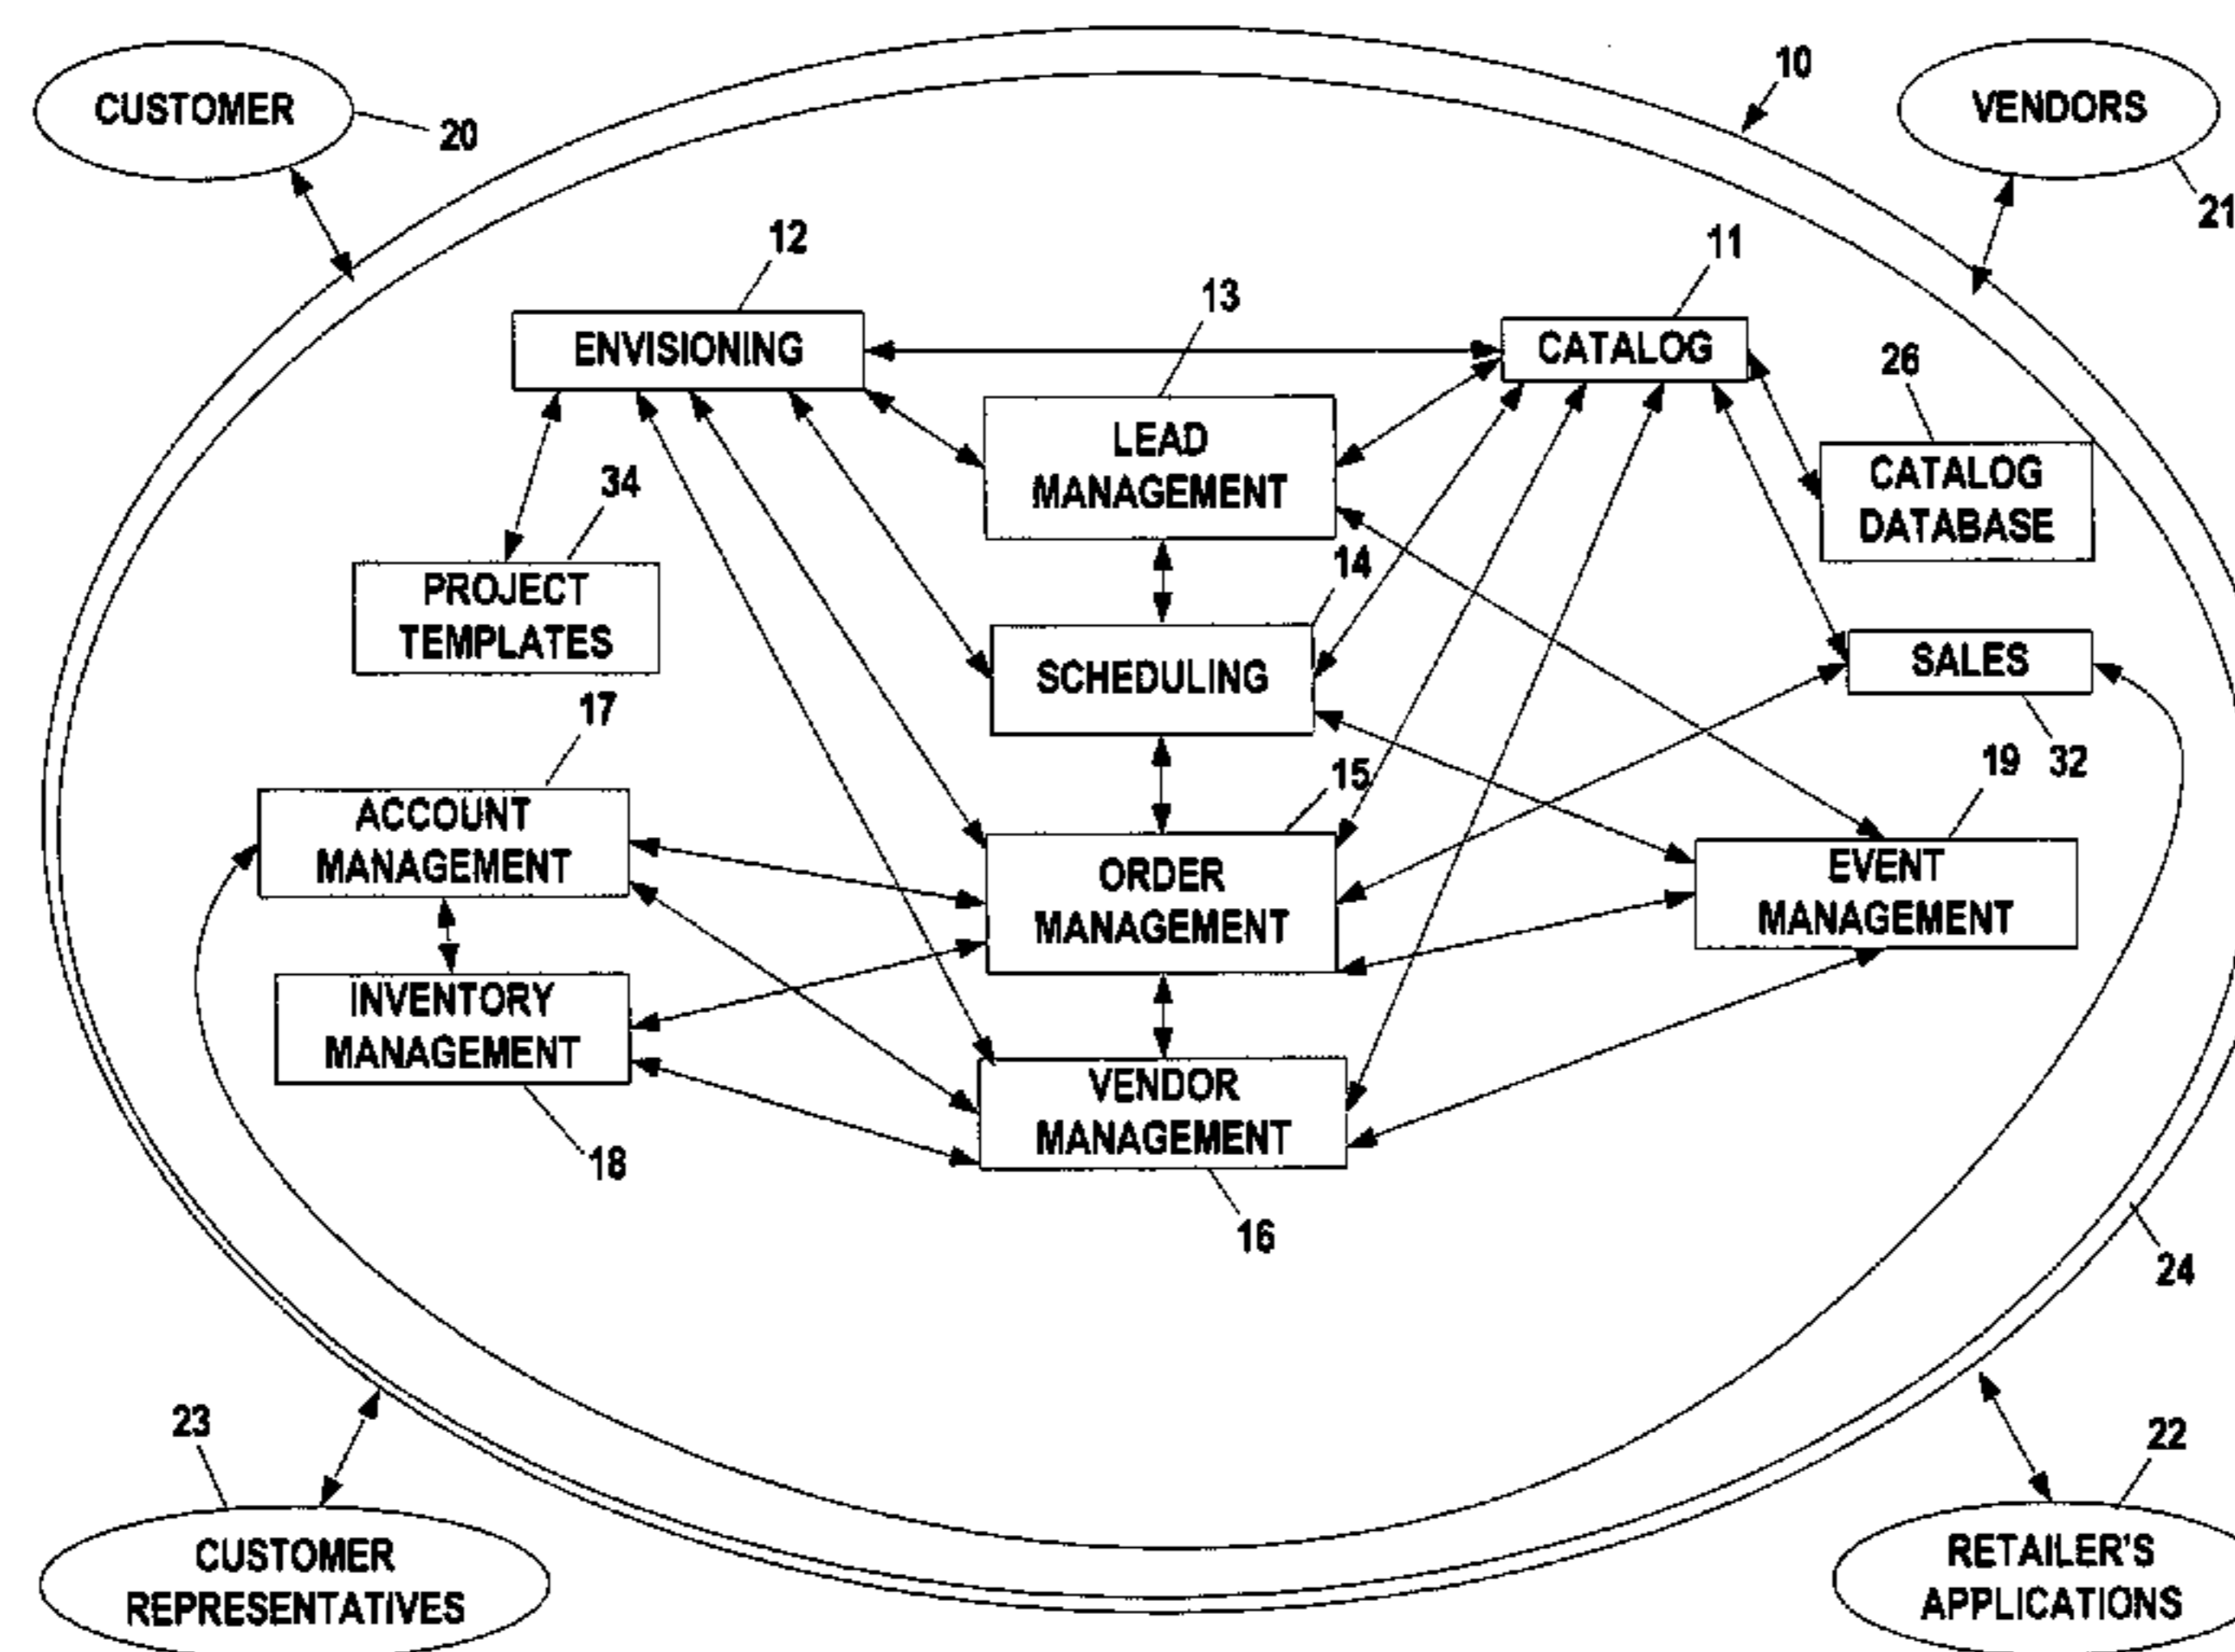 CUSTOMER
20
10
VENDORS
21
12
ENVISIONING
13
11
CATALOG
26
LEAD
MANAGEMENT
CATALOG
DATABASE
34
PROJECT
TEMPLATES
14
SCHEDULING
SALES
32
17
ACCOUNT
MANAGEMENT
15
ORDER
MANAGEMENT
19
EVENT
MANAGEMENT
INVENTORY
MANAGEMENT
18
VENDOR
MANAGEMENT
16
24
23
CUSTOMER
REPRESENTATIVES
22
RETAILER'S
APPLICATIONS